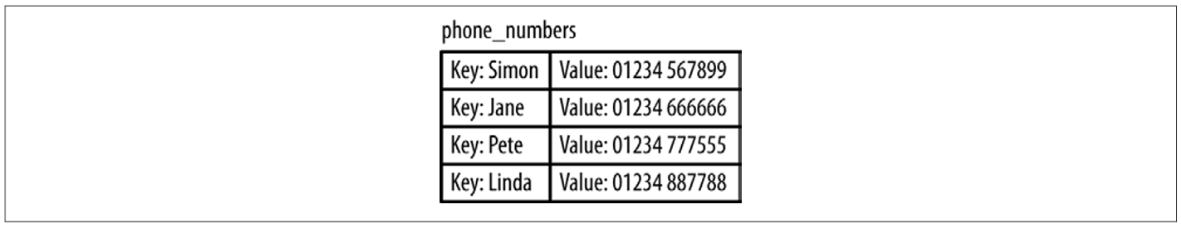 phone_numbers
Key: Simon Value: 01234 567899
Key: Jane Value: 01234 666666
Key: Pete Value: 01234 777555
Key: Linda Value: 01234 887788